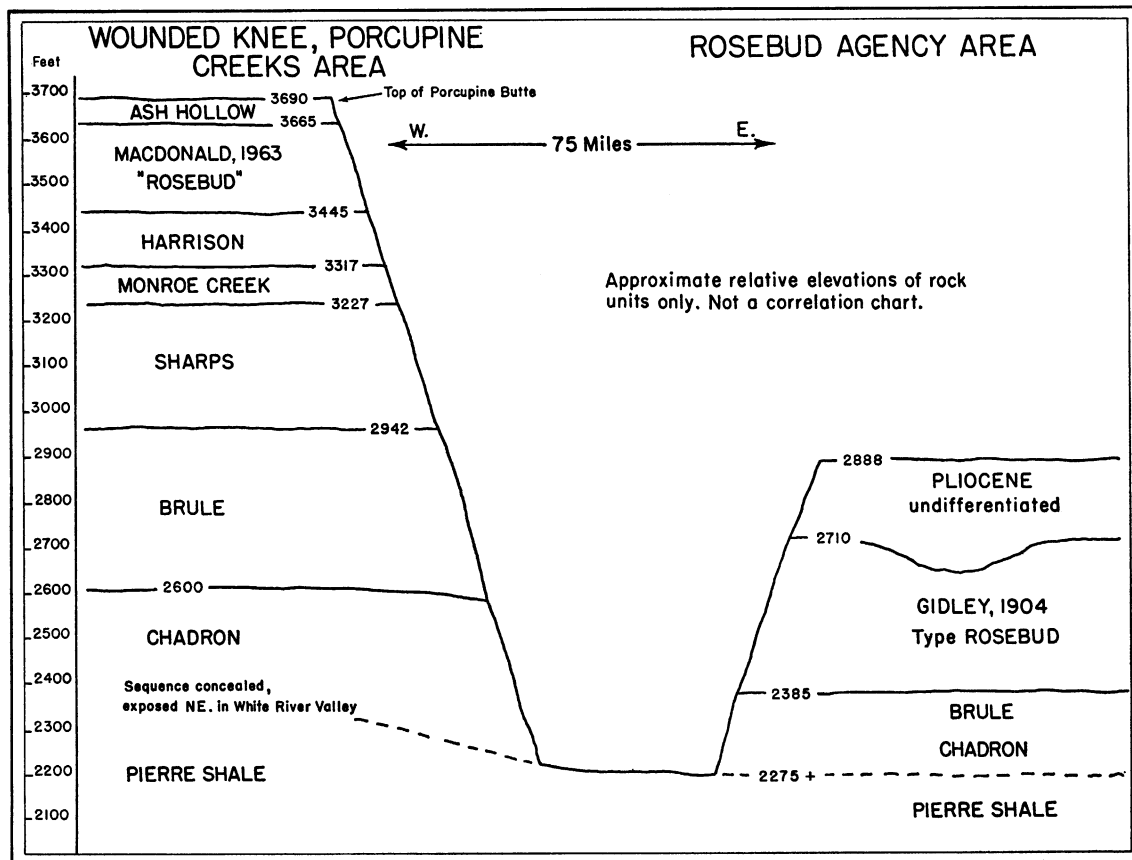 WOUNDED KNEE, PORCUPINE
CREEKS AREA
ROSEBUD AGENCY AREA
Feet
3700
3600
3500
3400
3300
3200
3100
3000
2900
2800
2700
2600
2500
2400
2300
2200
2100
3690
Top of Porcupine Butte
ASH HOLLOW
3665
MACDONALD, 1963
"ROSEBUD"
3445
HARRISON
3317
MONROE CREEK
3227
SHARPS
2942
BRULE
2600
CHADRON
Sequence concealed,
exposed NE. in White River Valley
PIERRE SHALE
W. E.
75 Miles
Approximate relative elevations of rock
units only. Not a correlation chart.
2888
PLIOCENE
undifferentiated
2710
GIDLEY, 1904
Type ROSEBUD
2385
BRULE
CHADRON
2275 +
PIERRE SHALE